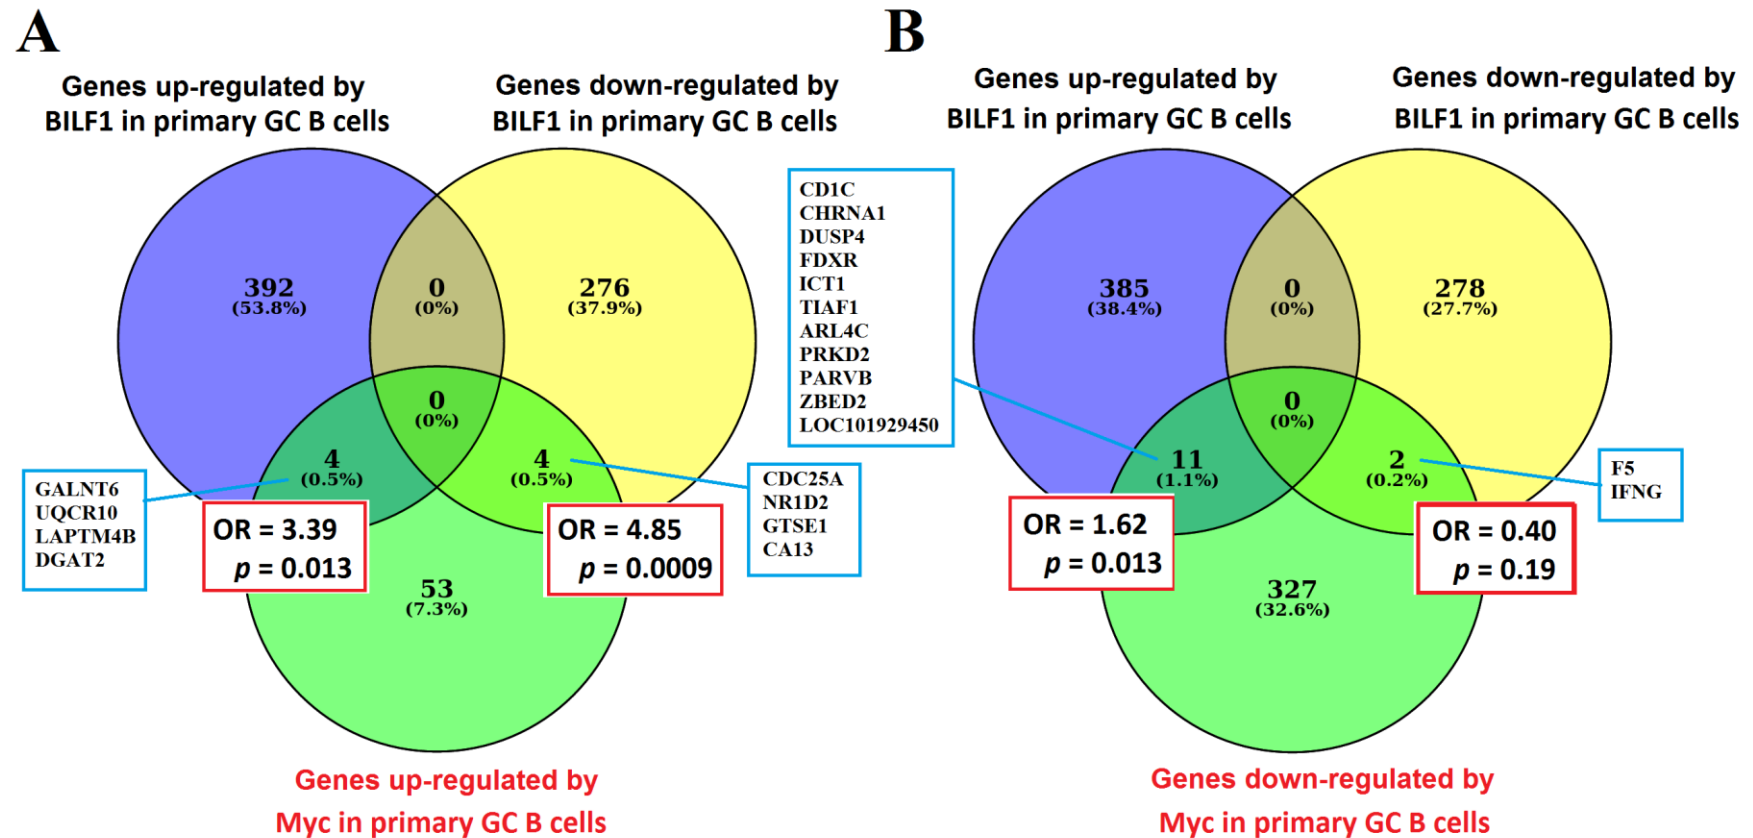 A
Genes up-regulated by
BILF1 in primary GC B cells
Genes down-regulated by
BILF1 in primary GC B cells
392
(53.8%)
0
(0%)
276
(37.9%)
0
(0%)
4
(0.5%)
4
(0.5%)
GALNT6
UQCR10
LAPTM4B
DGAT2
OR = 3.39
p = 0.013
OR = 4.85
p = 0.0009
CDC25A
NR1D2
GTSE1
CA13
53
(7.3%)
Genes up-regulated by
Myc in primary GC B cells
B
Genes up-regulated by
BILF1 in primary GC B cells
Genes down-regulated by
BILF1 in primary GC B cells
CD1C
CHRNA1
DUSP4
FDXR
ICT1
TIAF1
ARL4C
PRKD2
PARVB
ZBED2
LOC101929450
385
(38.4%)
0
(0%)
278
(27.7%)
0
(0%)
11
(1.1%)
2
(0.2%)
F5
IFNG
OR = 1.62
p = 0.013
OR = 0.40
p = 0.19
327
(32.6%)
Genes down-regulated by
Myc in primary GC B cells